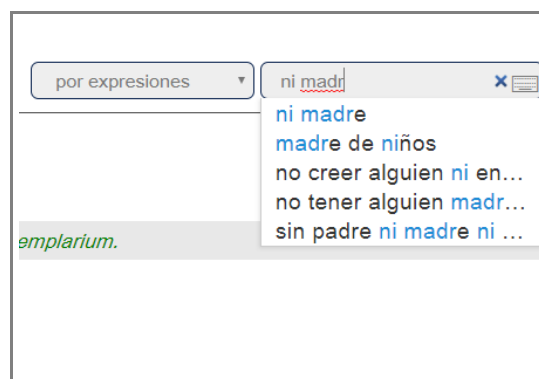 por expresiones ni madr
ni madre
madre de niños
no creer alguien ni en...
no tener alguien madr...
sin padre ni madre ni ...
emplarium.